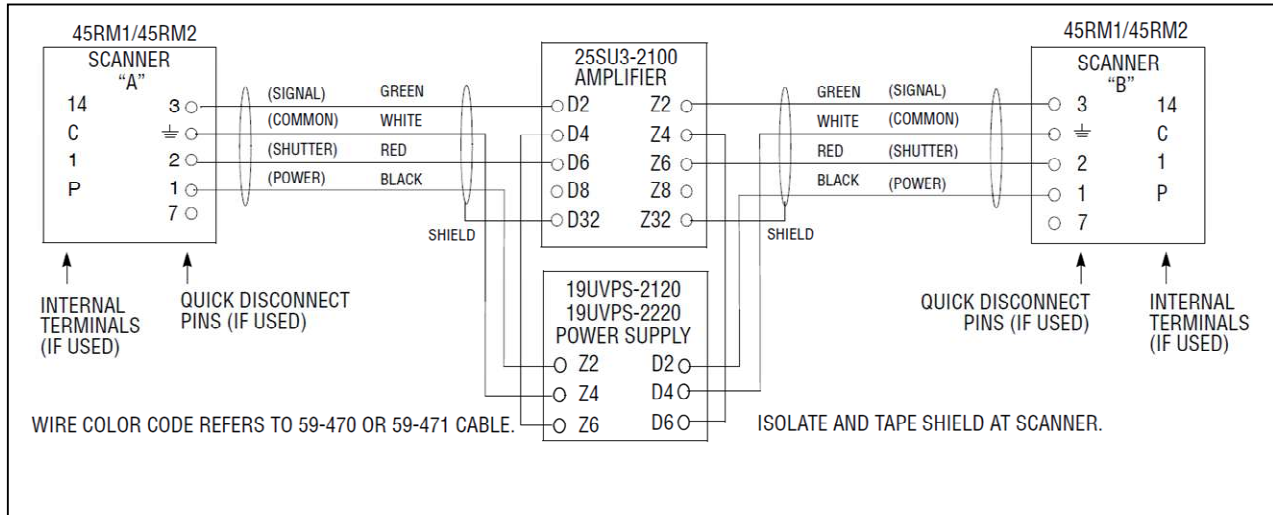 45RM1/45RM2
SCANNER
“A”
14
C
1
P
3
2
1
7
(SIGNAL) GREEN
(COMMON) WHITE
(SHUTTER) RED
(POWER) BLACK
SHIELD
INTERNAL
TERMINALS
(IF USED)
QUICK DISCONNECT
PINS (IF USED)
25SU3-2100
AMPLIFIER
D2 Z2
D4 Z4
D6 Z6
D8 Z8
D32 Z32
19UVPS-2120
19UVPS-2220
POWER SUPPLY
Z2 D2
Z4 D4
Z6 D6
45RM1/45RM2
SCANNER
“B”
GREEN (SIGNAL)
WHITE (COMMON)
RED (SHUTTER)
BLACK (POWER)
SHIELD
3
2
1
7
14
C
1
P
QUICK DISCONNECT
PINS (IF USED)
INTERNAL
TERMINALS
(IF USED)
WIRE COLOR CODE REFERS TO 59-470 OR 59-471 CABLE.
ISOLATE AND TAPE SHIELD AT SCANNER.